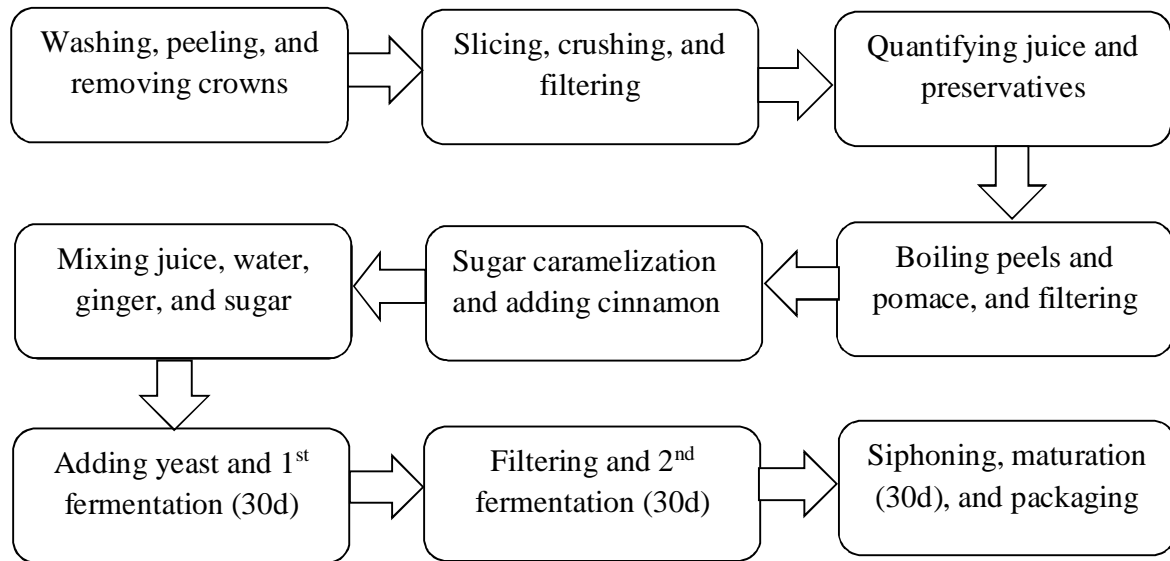 Washing, peeling, and
removing crowns
Slicing, crushing, and
filtering
Quantifying juice and
preservatives
Boiling peels and
pomace, and filtering
Sugar caramelization
and adding cinnamon
Mixing juice, water,
ginger, and sugar
Adding yeast and 1st
fermentation (30d)
Filtering and 2nd
fermentation (30d)
Siphoning, maturation
(30d), and packaging